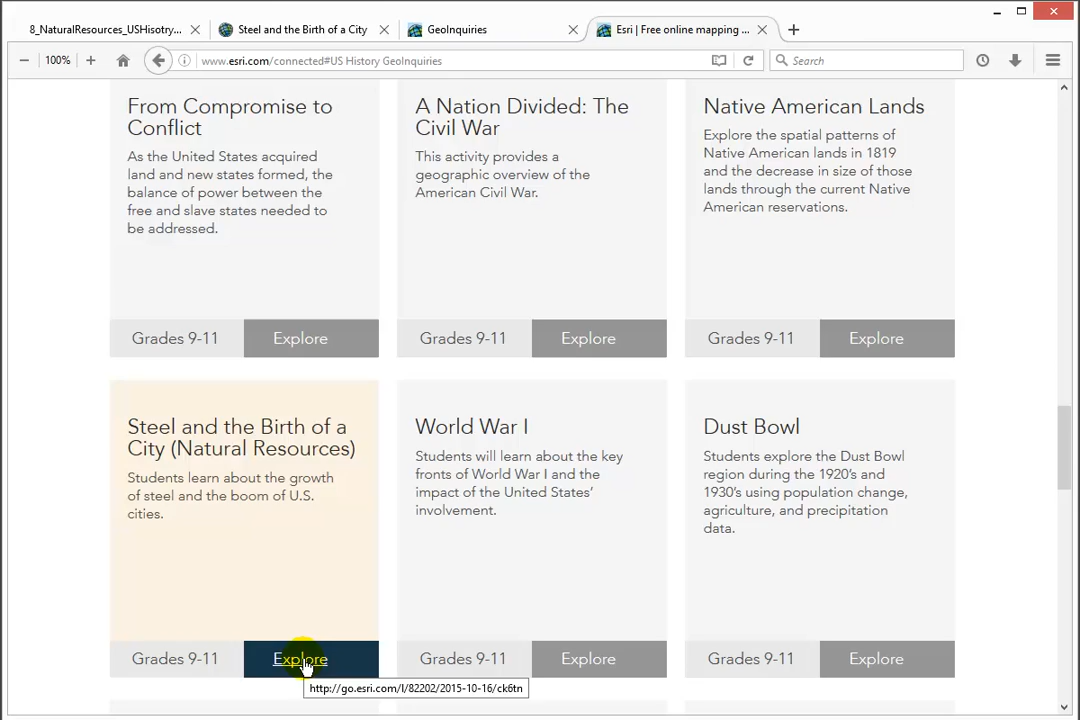 8_NaturalResources_USHisotry,...
Steel and the Birth of a City
GeoInquiries
Esri | Free online mapping ...
100%
www.esri.com/connected#US History GeoInquiries
Search
From Compromise to
Conflict
As the United States acquired
land and new states formed, the
balance of power between the
free and slave states needed to
be addressed.
Grades 9-11
Explore
A Nation Divided: The
Civil War
This activity provides a
geographic overview of the
American Civil War.
Grades 9-11
Explore
Native American Lands
Explore the spatial patterns of
Native American lands in 1819
and the decrease in size of those
lands through the current Native
American reservations.
Grades 9-11
Explore
Steel and the Birth of a
City (Natural Resources)
Students learn about the growth
of steel and the boom of U.S.
cities.
Grades 9-11
Explore
http://go.esri.com/l/82202/2015-10-16/ck6tn
World War I
Students will learn about the key
fronts of World War I and the
impact of the United States'
involvement.
Grades 9-11
Explore
Dust Bowl
Students explore the Dust Bowl
region during the 1920's and
1930's using population change,
agriculture, and precipitation
data.
Grades 9-11
Explore